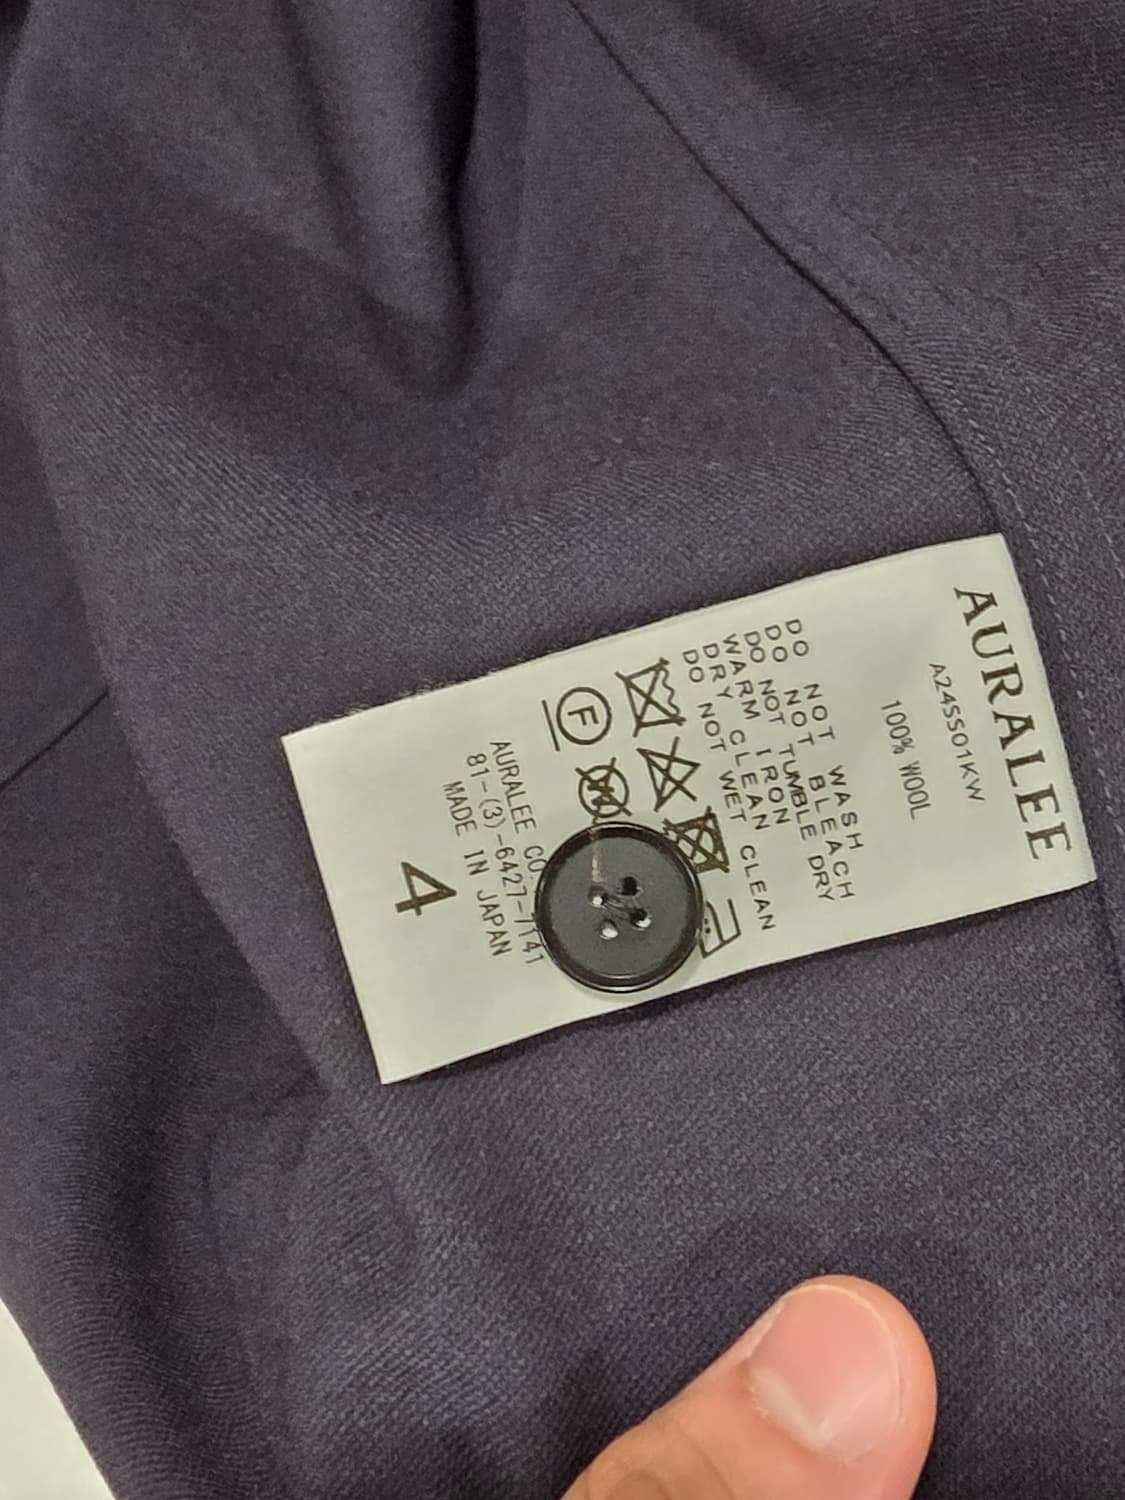 AURALEE
A24SS01KW
100% WOOL
DO NOT WASH
DO NOT BLEACH
DO NOT TUMBLE DRY
WARM IRON
DRY CLEAN
DO NOT WET CLEAN
F W
AURALEE CO.
81-(3)-6427-7141
MADE IN JAPAN
4